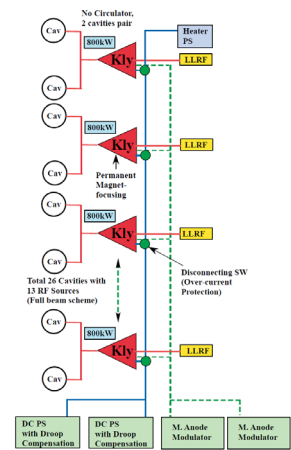 No Circulator,
2 cavities pair
Cav
800kW
Heater
PS
Kly
LLRF
Cav
Cav
800kW
Kly
LLRF
Cav
Permanent
Magnet-
focusing
Cav
800kW
Kly
LLRF
Cav
Disconnecting SW
(Over-current
Protection)
Total 26 Cavities with
13 RF Sources
(Full beam scheme)
Cav
800kW
Kly
LLRF
Cav
DC PS
with Droop
Compensation
DC PS
with Droop
Compensation
M. Anode
Modulator
M. Anode
Modulator